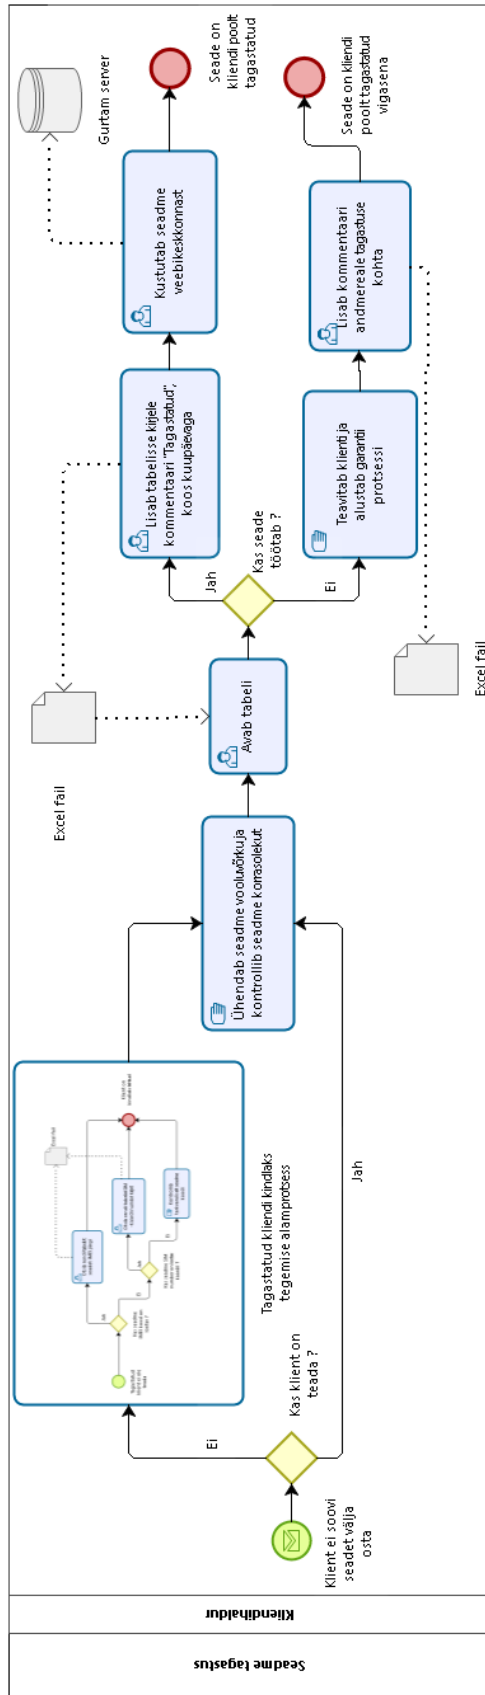 Seadme tagastus
Kliendihaldur
Klient ei soovi
seadet välja
osta
Kas klient on
teada ?
Ei
Jah
Tagastatud kliendi kindlaks
tegemise alamprotsess
Excel fail
Ühendab seadme vooluvõrku ja
kontrollib seadme korrasolekut
Excel fail
Avab tabeli
Kas seade
töötab ?
Jah
Ei
Lisab tabelisse kirjele
kommentaari "Tagastatud",
koos kuupäevaga
Kustutab seadme
veebikeskkonnast
Gurtam server
Seade on
kliendi poolt
tagastatud
Teavitab klienti ja
alustab garantii
protsessi
Lisab kommentaari
andmereale tagastuse
kohta
Seade on kliendi
poolt tagastatud
vigasena
Excel fail